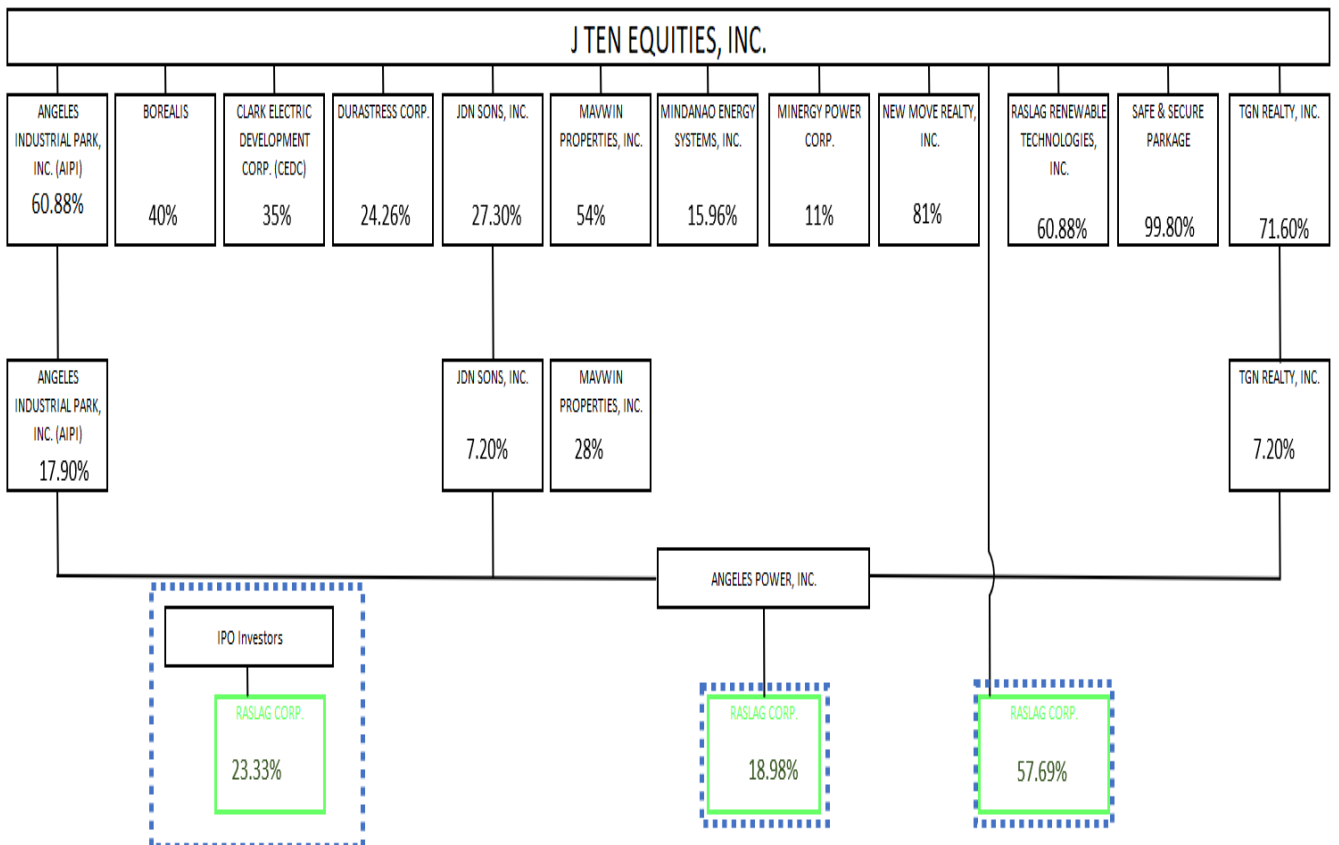 J TEN EQUITIES, INC.
ANGELES
INDUSTRIAL PARK,
INC. (AIPI)
60.88%
BOREALIS
40%
CLARK ELECTRIC
DEVELOPMENT
CORP. (CEDC)
35%
DURASTRESS CORP.
24.26%
JDN SONS, INC.
27.30%
MAVWIN
PROPERTIES, INC.
54%
MINDANAO ENERGY
SYSTEMS, INC.
15.96%
MINERGY POWER
CORP.
11%
NEW MOVE REALTY,
INC.
81%
RASLAG RENEWABLE
TECHNOLOGIES,
INC.
60.88%
SAFE & SECURE
PARKAGE
99.80%
TGN REALTY, INC.
71.60%
ANGELES
INDUSTRIAL PARK,
INC. (AIPI)
17.90%
JDN SONS, INC.
7.20%
MAVWIN
PROPERTIES, INC.
28%
TGN REALTY, INC.
7.20%
ANGELES POWER, INC.
IPO Investors
RASLAG CORP.
23.33%
RASLAG CORP.
18.98%
RASLAG CORP.
57.69%